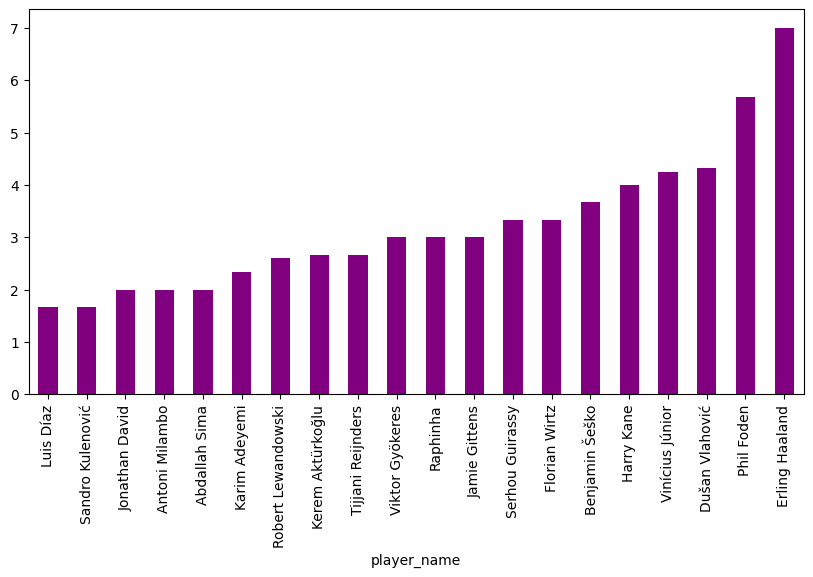 7
6
5
4
3
2
1
0
Luis Díaz
Sandro Kulenović
Jonathan David
Antoni Milambo
Abdallah Sima
Karim Adeyemi
Robert Lewandowski
Kerem Aktürkoğlu
Tijjani Reijnders
Viktor Gyökeres
Raphinha
Jamie Gittens
Serhou Guirassy
Florian Wirtz
Benjamin Šeško
Harry Kane
Vinícius Júnior
Dušan Vlahović
Phil Foden
Erling Haaland
player_name